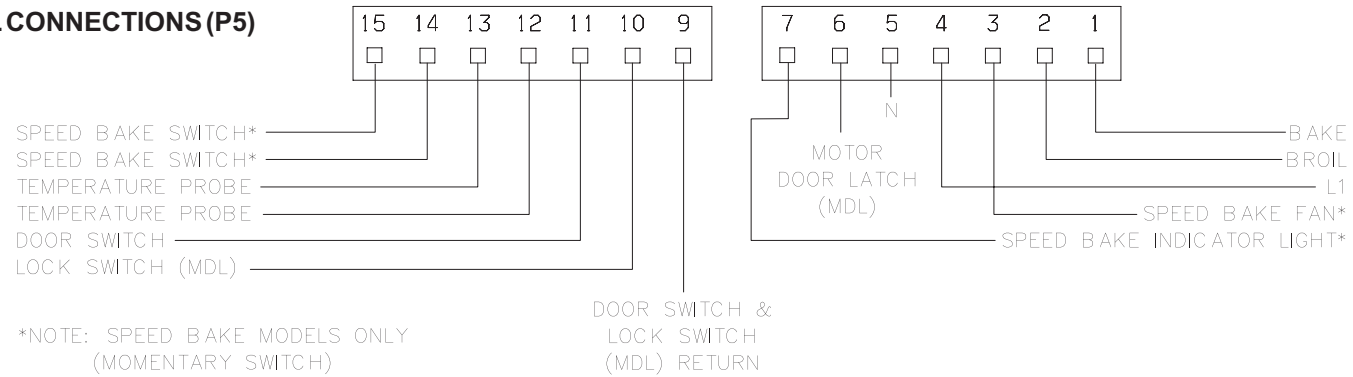 CONNECTIONS (P5)
15 14 13 12 11 10 9
7 6 5 4 3 2 1
SPEED BAKE SWITCH*
SPEED BAKE SWITCH*
TEMPERATURE PROBE
TEMPERATURE PROBE
DOOR SWITCH
LOCK SWITCH (MDL)
DOOR SWITCH &
LOCK SWITCH
(MDL) RETURN
N
MOTOR
DOOR LATCH
(MDL)
BAKE
BROIL
L1
SPEED BAKE FAN*
SPEED BAKE INDICATOR LIGHT*
*NOTE: SPEED BAKE MODELS ONLY
(MOMENTARY SWITCH)